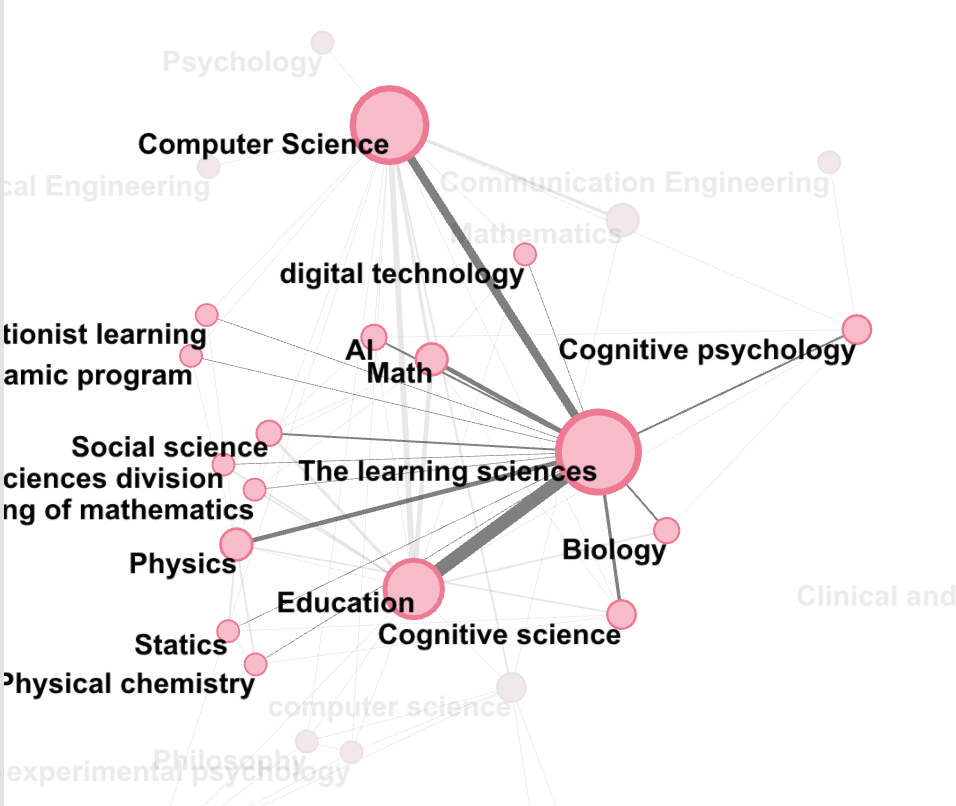 Psychology
Computer Science
cal Engineering
Communication Engineering
Mathematics
digital technology
tionist learning
AI
Cognitive psychology
Math
amic program
Social science
The learning sciences
ciences division
ng of mathematics
Biology
Physics
Clinical and
Education
Cognitive science
Statics
Physical chemistry
computer science
Philosophy
experimental psychology